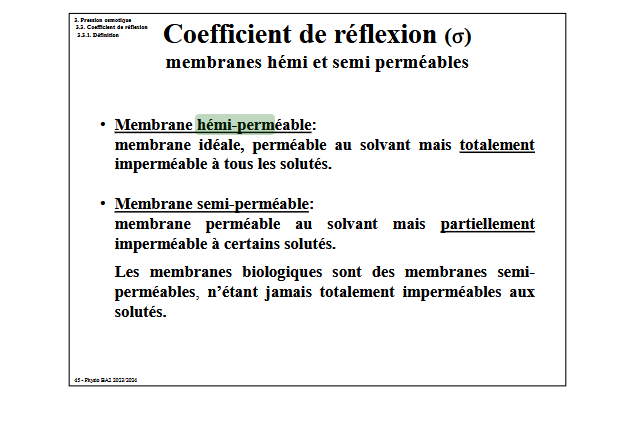 3. Pression osmotique
3.3. Coefficient de réflexion
3.3.1. Définition
Coefficient de réflexion (σ)
membranes hémi et semi perméables
• Membrane hémi-perméable:
membrane idéale, perméable au solvant mais totalement
imperméable à tous les solutés.
• Membrane semi-perméable:
membrane perméable au solvant mais partiellement
imperméable à certains solutés.
Les membranes biologiques sont des membranes semi-
perméables, n’étant jamais totalement imperméables aux
solutés.
45 - Physio BA2 2023/2024